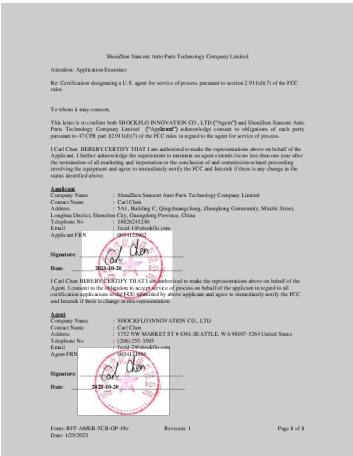 ShenZhen Suncent Auto Parts Technology Company Limited
Attention: Application Examiner
Re: Certification designating a U.S. agent for service of process pursuant to section 2.911(d)(7) of the FCC
rules
To whom it may concern,
This letter is to confirm both SHOCKFLO INNOVATION CO., LTD ("Agent") and ShenZhen Suncent Auto
Parts Technology Company Limited ("Applicant") acknowledge consent to obligations of each party
pursuant to 47 CFR part §2.911(d)(7) of the FCC rules in regard to the agent for service of process.
I Carl Chen HEREBY CERTIFY THAT I am authorized to make the representations above on behalf of the
Applicant. I further acknowledge the requirement to maintain an agent extends for no less than one year after
the termination of all marketing and importation or the conclusion of and commission-related proceeding
involving the equipment and agree to immediately notify the FCC and Intertek if there is any change in the
status identified above.
Applicant
Company Name : ShenZhen Suncent Auto Parts Technology Company Limited
Contact Name : Carl Chen
Address : 5A1, Building C, Qingchuangcheng, Zhangkeng Community, Minzhi Street,
Longhua District, Shenzhen City, Guangdong Province, China
Telephone No : 18826241240
Email : fccid-1@shockflo.com
Applicant FRN
Signature: Carl Chen
Date: 2023-10-20
I Carl Chen HEREBY CERTIFY THAT I am authorized to make the representations above on behalf of the
Agent. I consent to the obligation to accept service of process on behalf of the applicant in regard to all
certification applications to the FCC submitted by above applicant and agree to immediately notify the FCC
and Intertek if there is change in this representation.
Agent
Company Name : SHOCKFLO INNOVATION CO., LTD
Contact Name : Carl Chen
Address : 1752 NW MARKET ST #4361,SEATTLE, WA 98107-5264 United States
Telephone No : (206) 255-3505
Email : fccid-2@shockflo.com
Agent FRN
Signature: Carl Chen
Date: 2023-10-20
Form: RFT-AMER-TCB-OP-19o Revision: 1 Page 1 of 1
Date: 1/25/2023